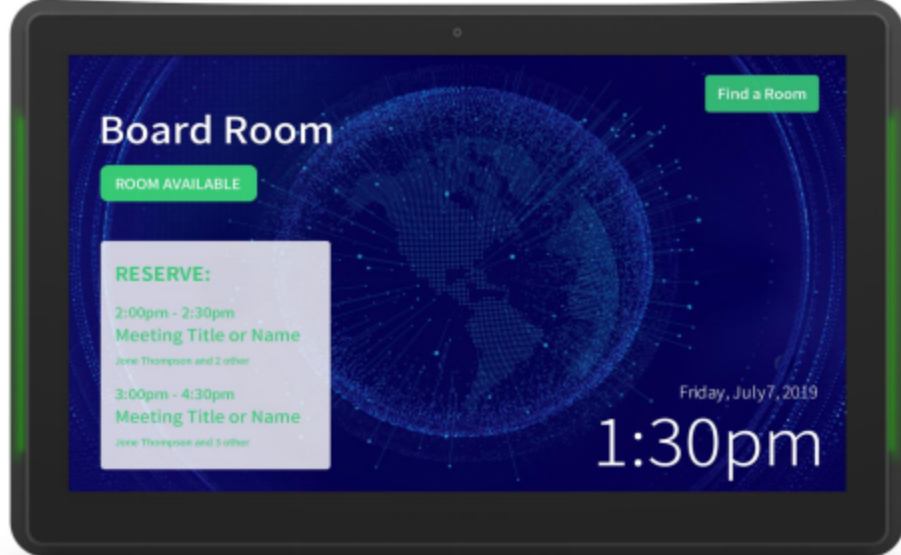 Find a Room
Board Room
ROOM AVAILABLE
RESERVE:
2:00pm - 2:30pm
Meeting Title or Name
Jone Thompson and 2 other
3:00pm - 4:30pm
Meeting Title or Name
Jone Thompson and 3 other
Friday, July7, 2019
1:30pm